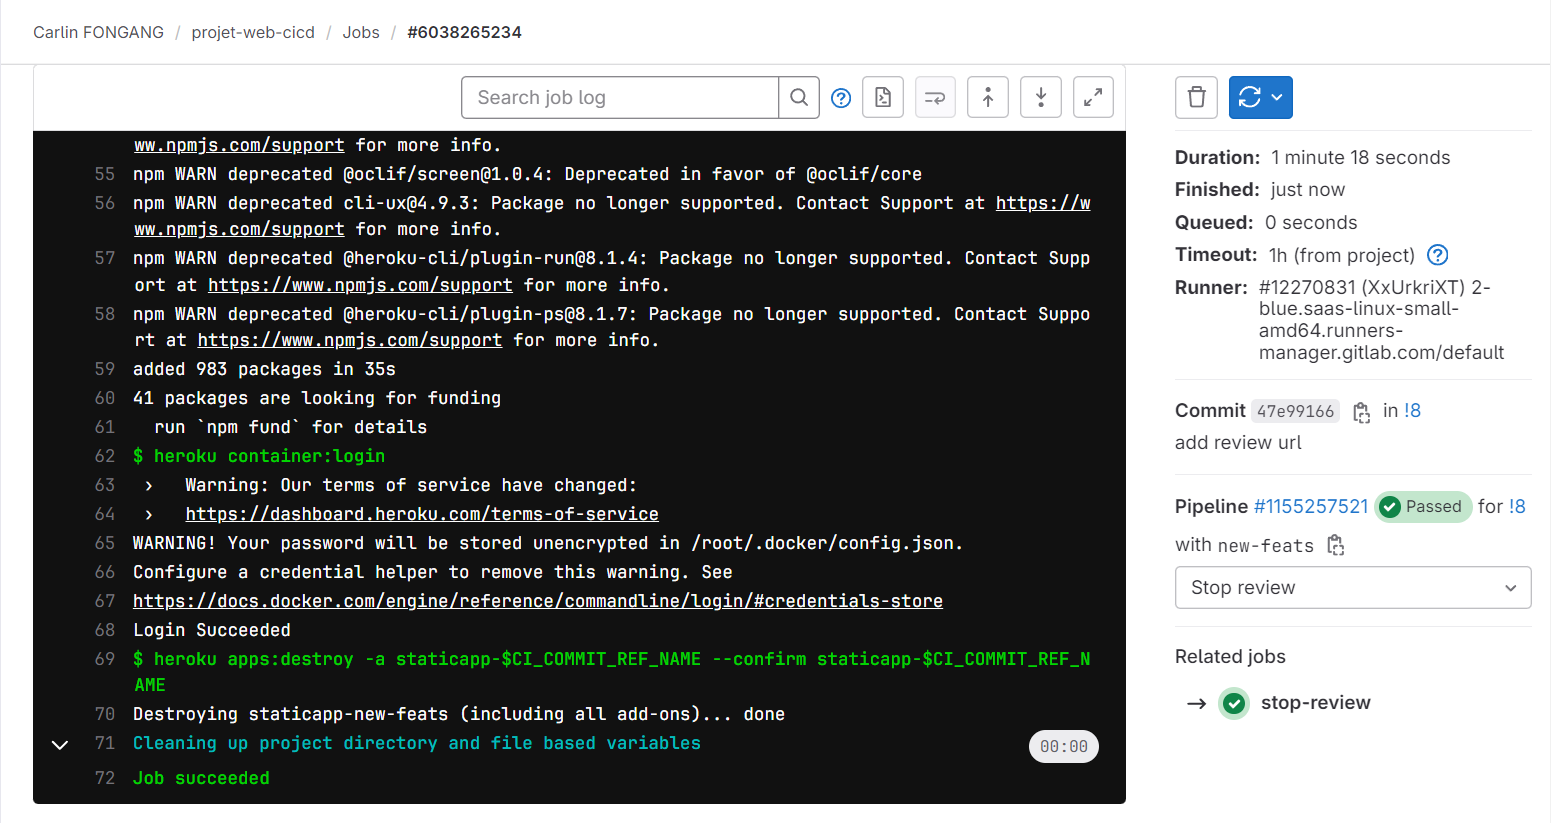 Carlin FONGANG / projet-web-cicd / Jobs / #6038265234
Search job log
ww.npmjs.com/support for more info.
55 npm WARN deprecated @oclif/screen@1.0.4: Deprecated in favor of @oclif/core
56 npm WARN deprecated cli-ux@4.9.3: Package no longer supported. Contact Support at https://w
ww.npmjs.com/support for more info.
57 npm WARN deprecated @heroku-cli/plugin-run@8.1.4: Package no longer supported. Contact Supp
ort at https://www.npmjs.com/support for more info.
58 npm WARN deprecated @heroku-cli/plugin-ps@8.1.7: Package no longer supported. Contact Suppo
rt at https://www.npmjs.com/support for more info.
59 added 983 packages in 35s
60 41 packages are looking for funding
61 run `npm fund` for details
62 $ heroku container:login
63 › Warning: Our terms of service have changed:
64 › https://dashboard.heroku.com/terms-of-service
65 WARNING! Your password will be stored unencrypted in /root/.docker/config.json.
66 Configure a credential helper to remove this warning. See
67 https://docs.docker.com/engine/reference/commandline/login/#credentials-store
68 Login Succeeded
69 $ heroku apps:destroy -a staticapp-$CI_COMMIT_REF_NAME --confirm staticapp-$CI_COMMIT_REF_N
AME
70 Destroying staticapp-new-feats (including all add-ons)... done
71 Cleaning up project directory and file based variables 00:00
72 Job succeeded
Duration: 1 minute 18 seconds
Finished: just now
Queued: 0 seconds
Timeout: 1h (from project)
Runner: #12270831 (XxUrkriXT) 2-
blue.saas-linux-small-
amd64.runners-
manager.gitlab.com/default
Commit 47e99166 in !8
add review url
Pipeline #1155257521 Passed for !8
with new-feats
Stop review
Related jobs
→ stop-review